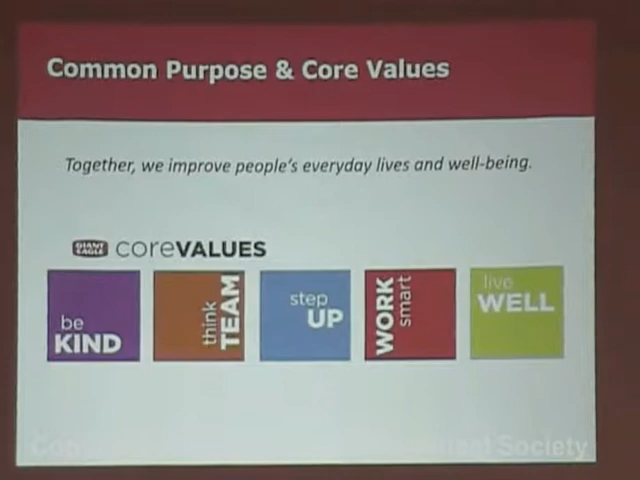 Common Purpose & Core Values
Together, we improve people's everyday lives and well-being.
GIANT EAGLE coreVALUES
be
KIND
think
TEAM
step
UP
WORK
smart
live
WELL
Society